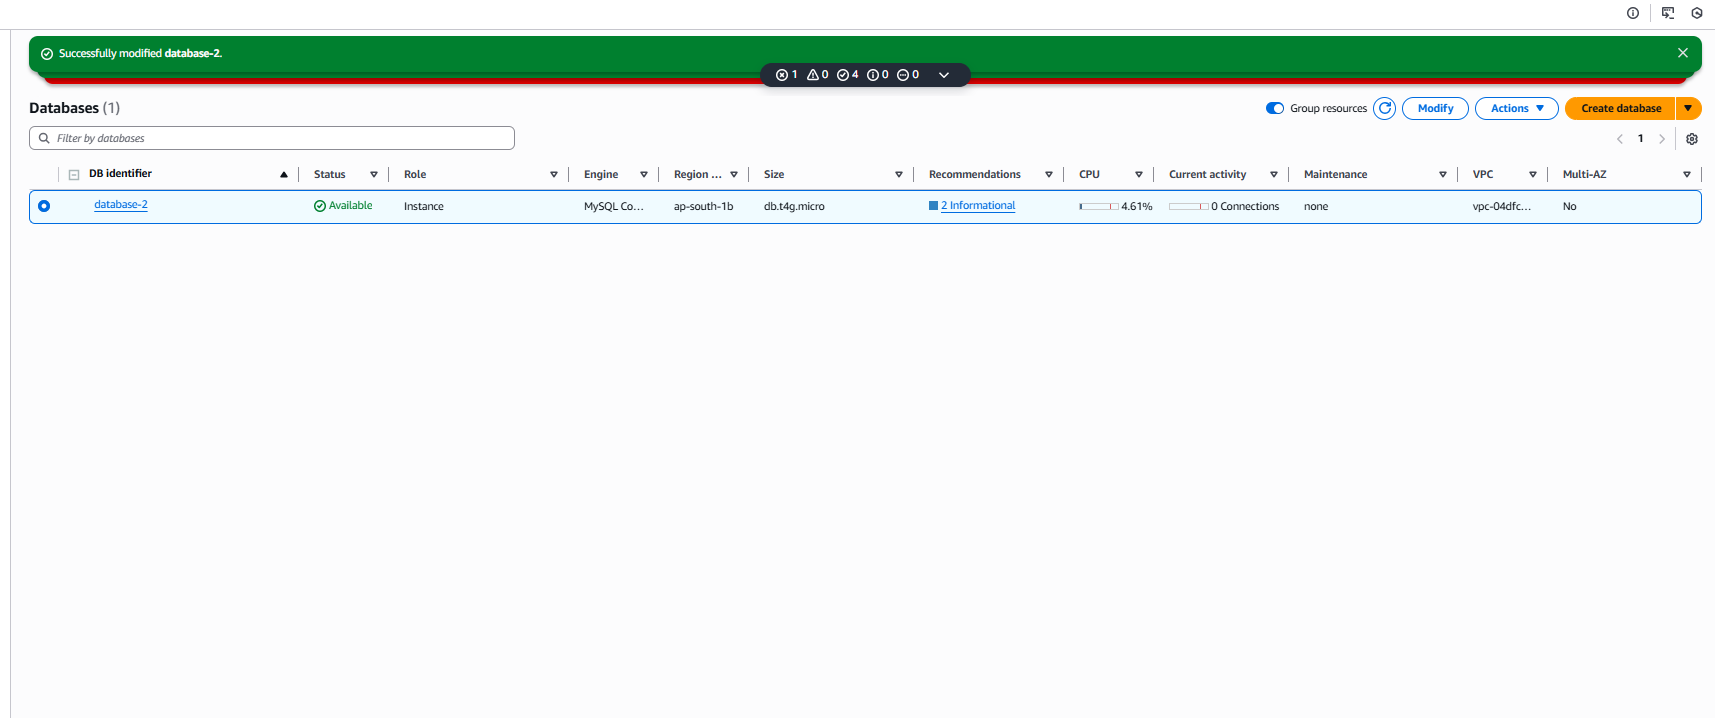 Successfully modified database-2.
1 0 4 0 0
Databases (1)
Group resources
Modify
Actions
Create database
Filter by databases
1
DB identifier Status Role Engine Region ... Size Recommendations CPU Current activity Maintenance VPC Multi-AZ
database-2 Available Instance MySQL Co... ap-south-1b db.t4g.micro 2 Informational 4.61% 0 Connections none vpc-04dfc... No